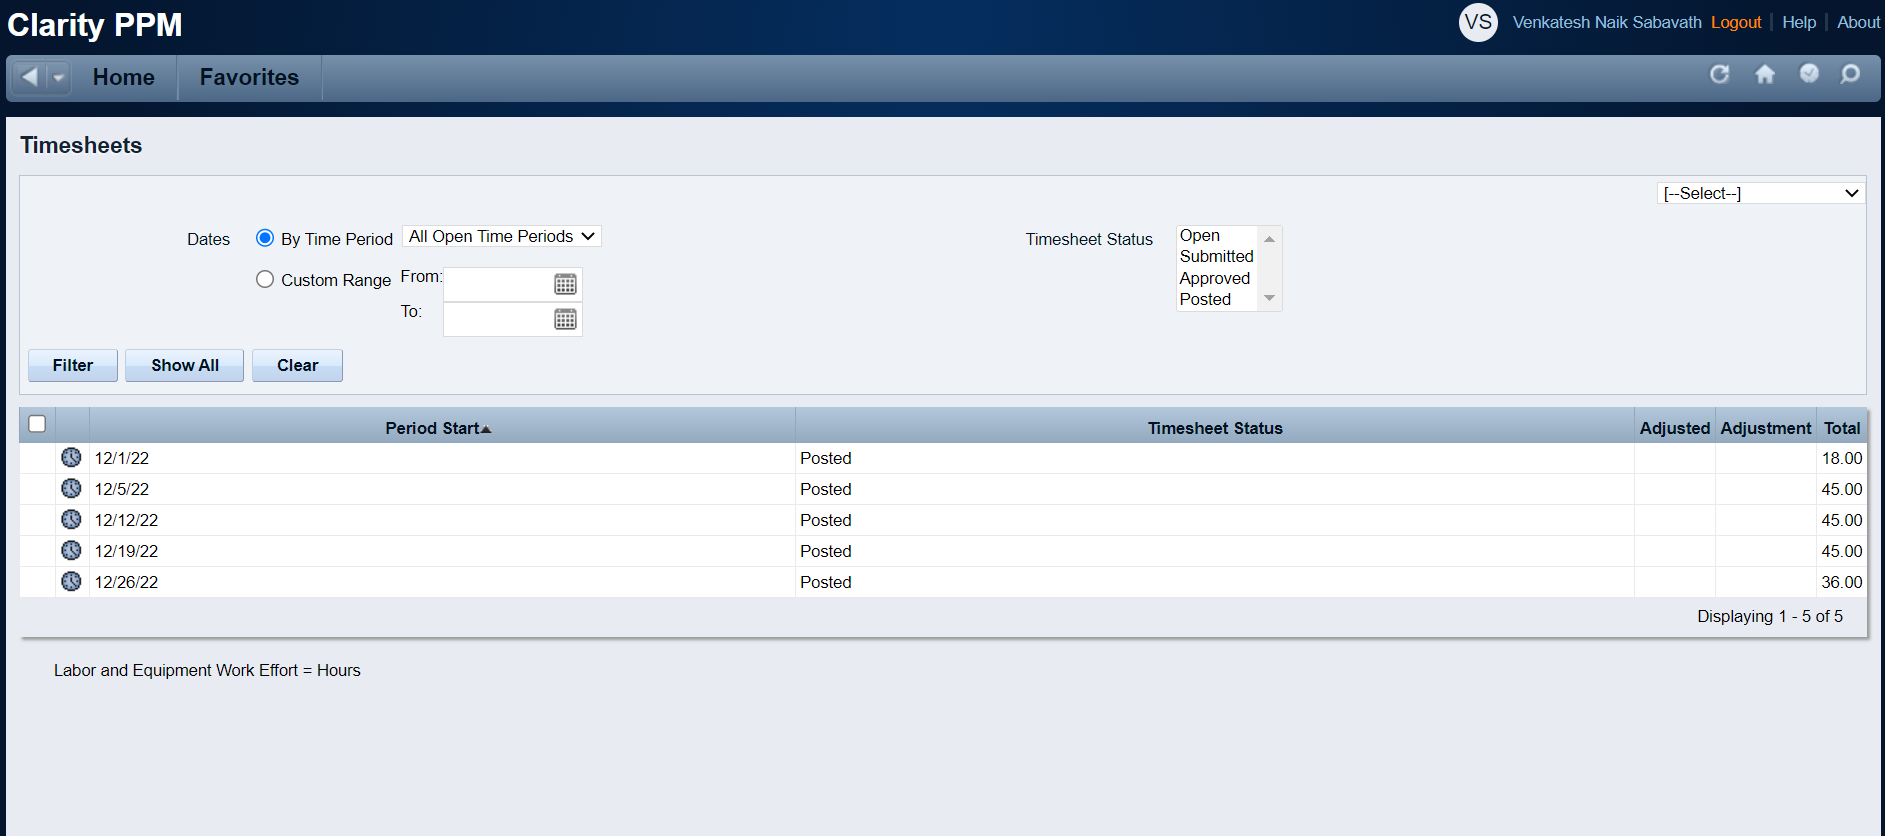 Clarity PPM
VS Venkatesh Naik Sabavath Logout Help About
Home Favorites
Timesheets
[--Select--]
Dates By Time Period All Open Time Periods
Custom Range From:
To:
Timesheet Status
Open
Submitted
Approved
Posted
Filter Show All Clear
Period Start Timesheet Status Adjusted Adjustment Total
12/1/22 Posted 18.00
12/5/22 Posted 45.00
12/12/22 Posted 45.00
12/19/22 Posted 45.00
12/26/22 Posted 36.00
Displaying 1 - 5 of 5
Labor and Equipment Work Effort = Hours